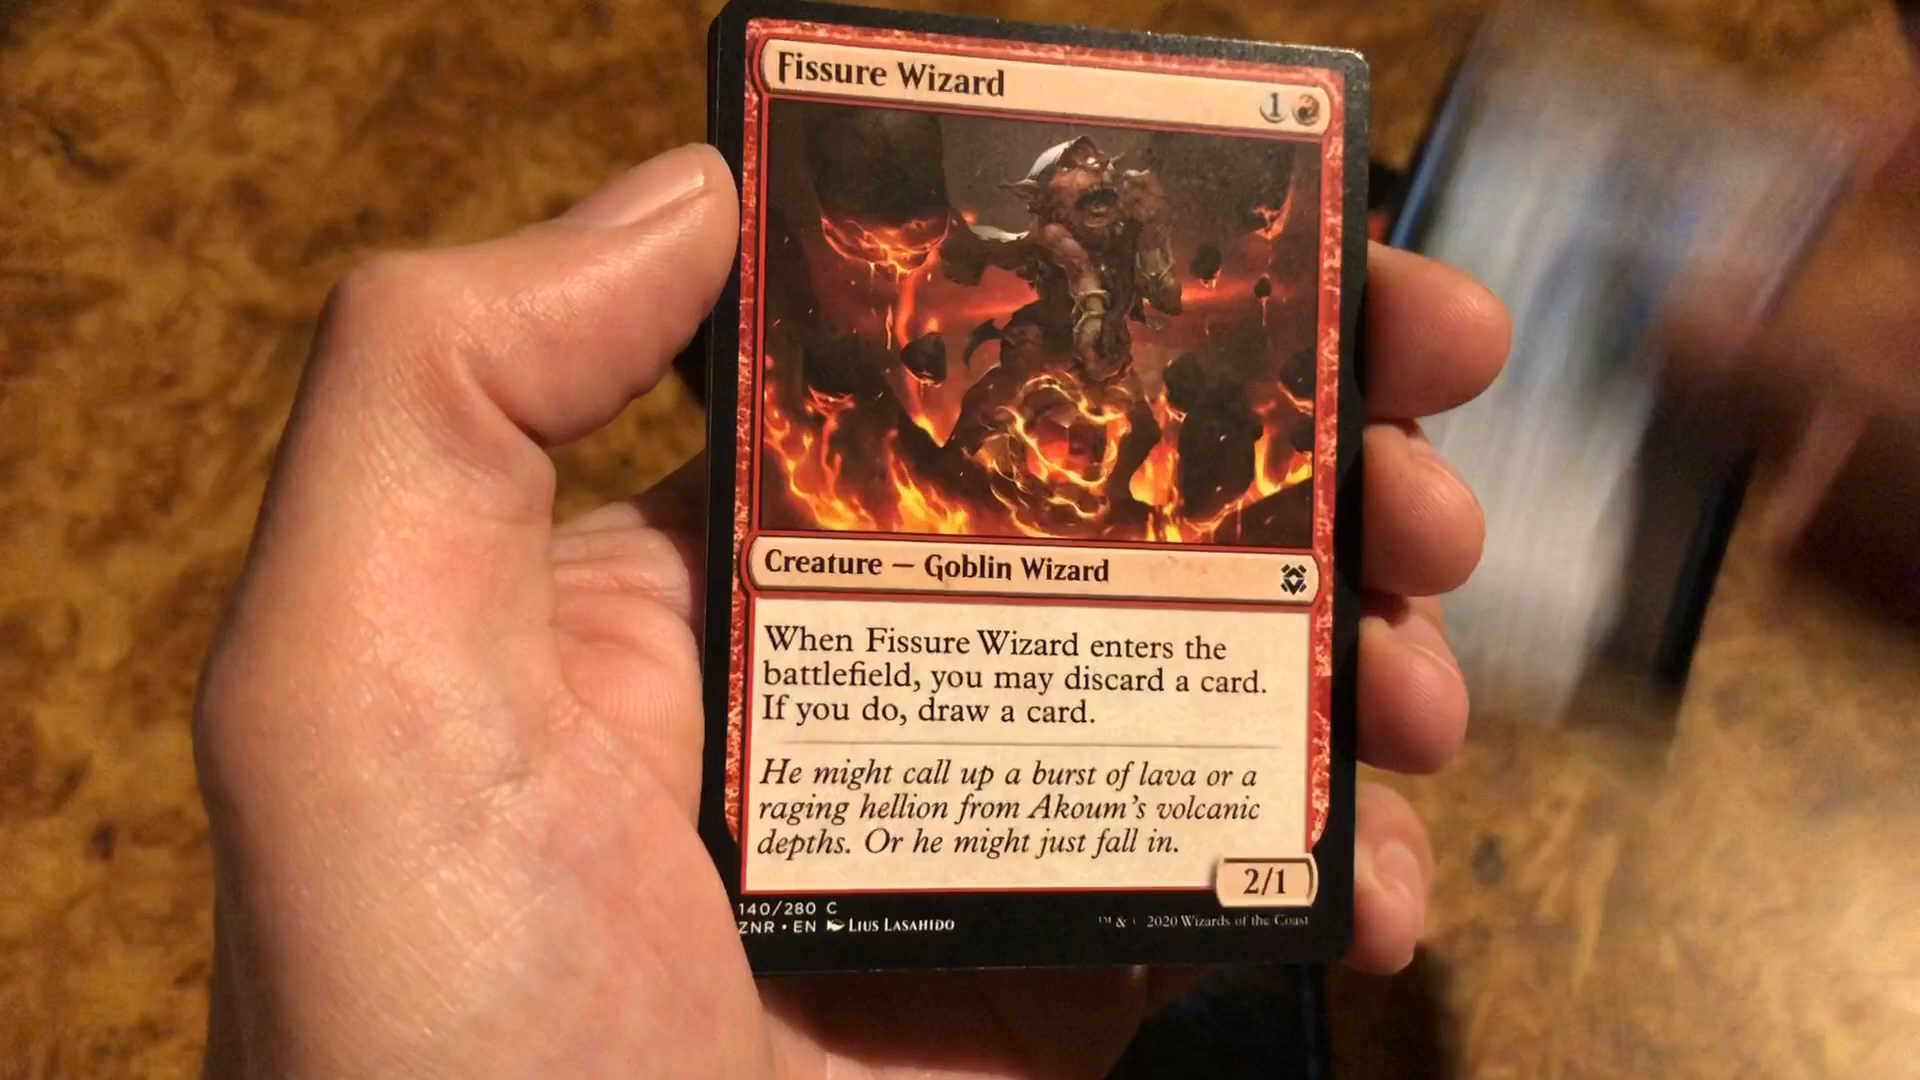 Fissure Wizard
1
Creature — Goblin Wizard
When Fissure Wizard enters the
battlefield, you may discard a card.
If you do, draw a card.
He might call up a burst of lava or a
raging hellion from Akoum's volcanic
depths. Or he might just fall in.
2/1
140/280 C
ZNR • EN LIUS LASAHIDO
™ & © 2020 Wizards of the Coast